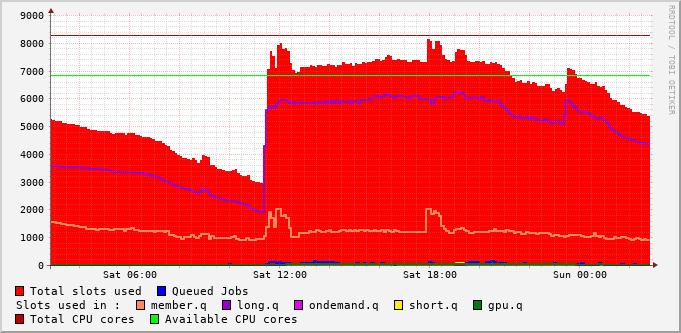 RRDTOOL / TOBI OETIKER
9000
8000
7000
6000
5000
4000
3000
2000
1000
0
Sat 06:00 Sat 12:00 Sat 18:00 Sun 00:00
Total slots used Queued Jobs
Slots used in : member.q long.q ondemand.q short.q gpu.q
Total CPU cores Available CPU cores